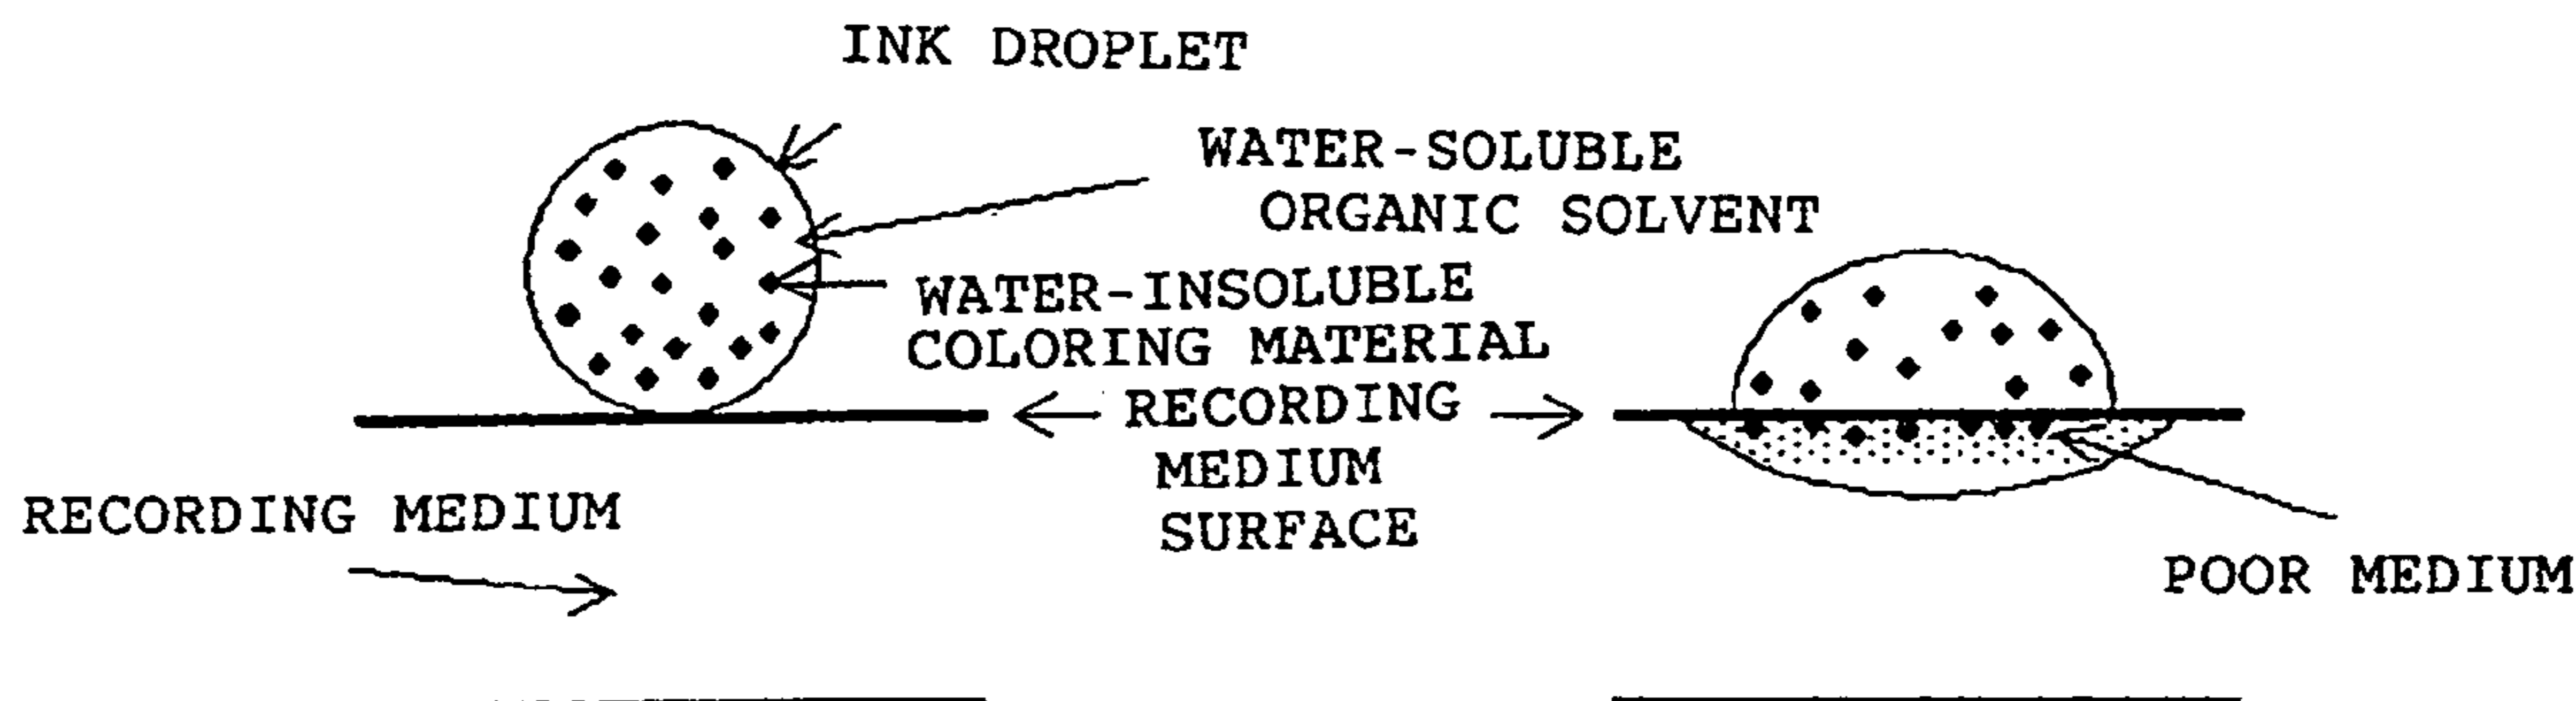 INK DROPLET
WATER-SOLUBLE
ORGANIC SOLVENT
WATER-INSOLUBLE
COLORING MATERIAL
RECORDING
MEDIUM
SURFACE
RECORDING MEDIUM
POOR MEDIUM